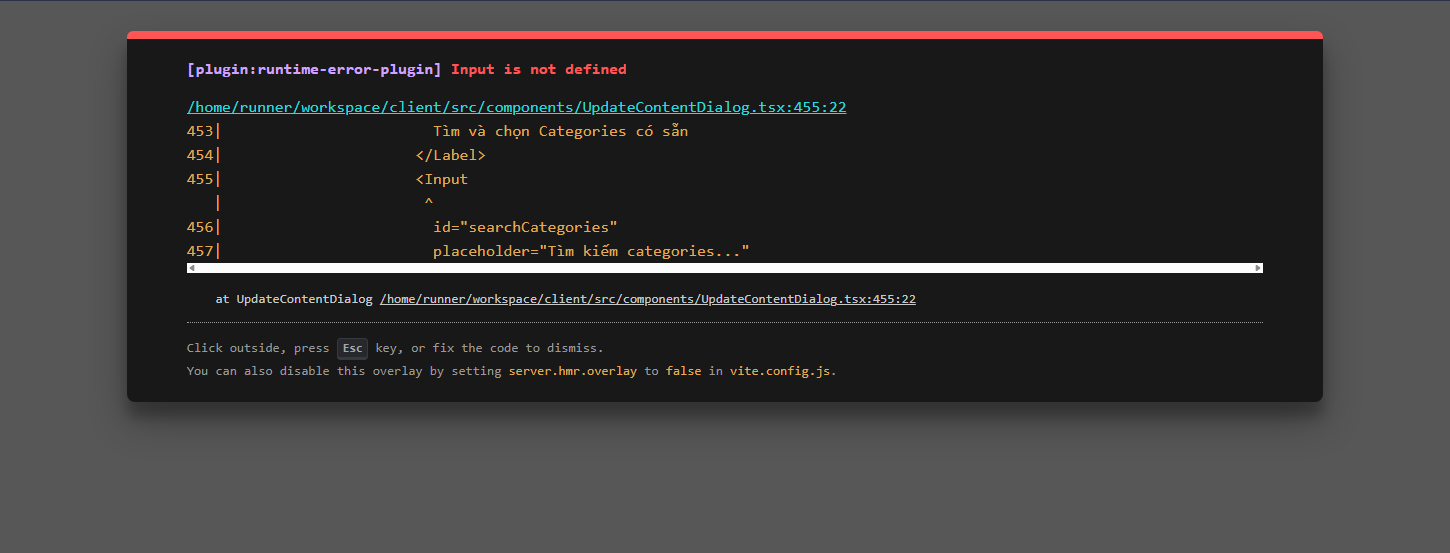 [plugin:runtime-error-plugin] Input is not defined
/home/runner/workspace/client/src/components/UpdateContentDialog.tsx:455:22
453|                        Tìm và chọn Categories có sẵn
454|                      </Label>
455|                      <Input
   |                       ^
456|                        id="searchCategories"
457|                        placeholder="Tìm kiếm categories..."
at UpdateContentDialog /home/runner/workspace/client/src/components/UpdateContentDialog.tsx:455:22
Click outside, press Esc key, or fix the code to dismiss.
You can also disable this overlay by setting server.hmr.overlay to false in vite.config.js.